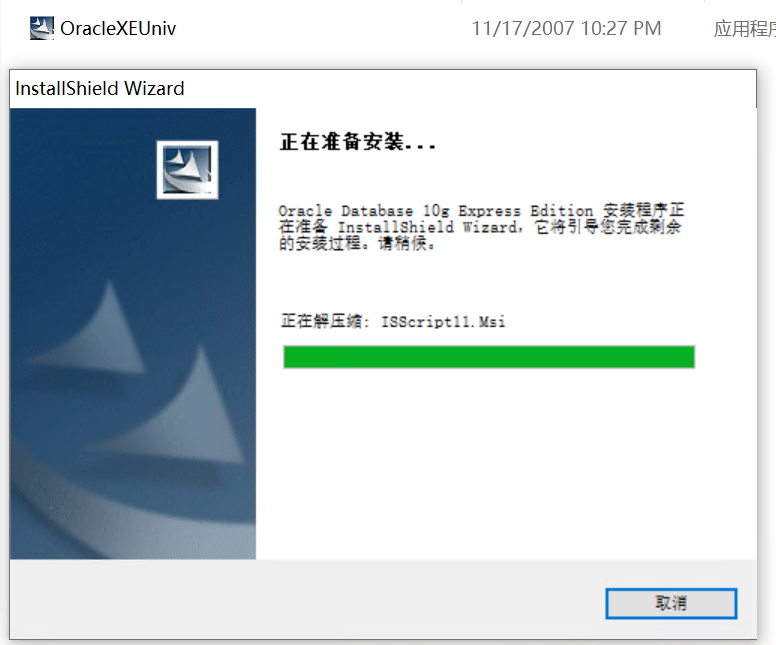 OracleXEUniv 11/17/2007 10:27 PM 应用程序
InstallShield Wizard
正在准备安装...
Oracle Database 10g Express Edition 安装程序正
在准备 InstallShield Wizard，它将引导您完成剩余
的安装过程。请稍候。
正在解压缩: ISScript11.Msi
取消